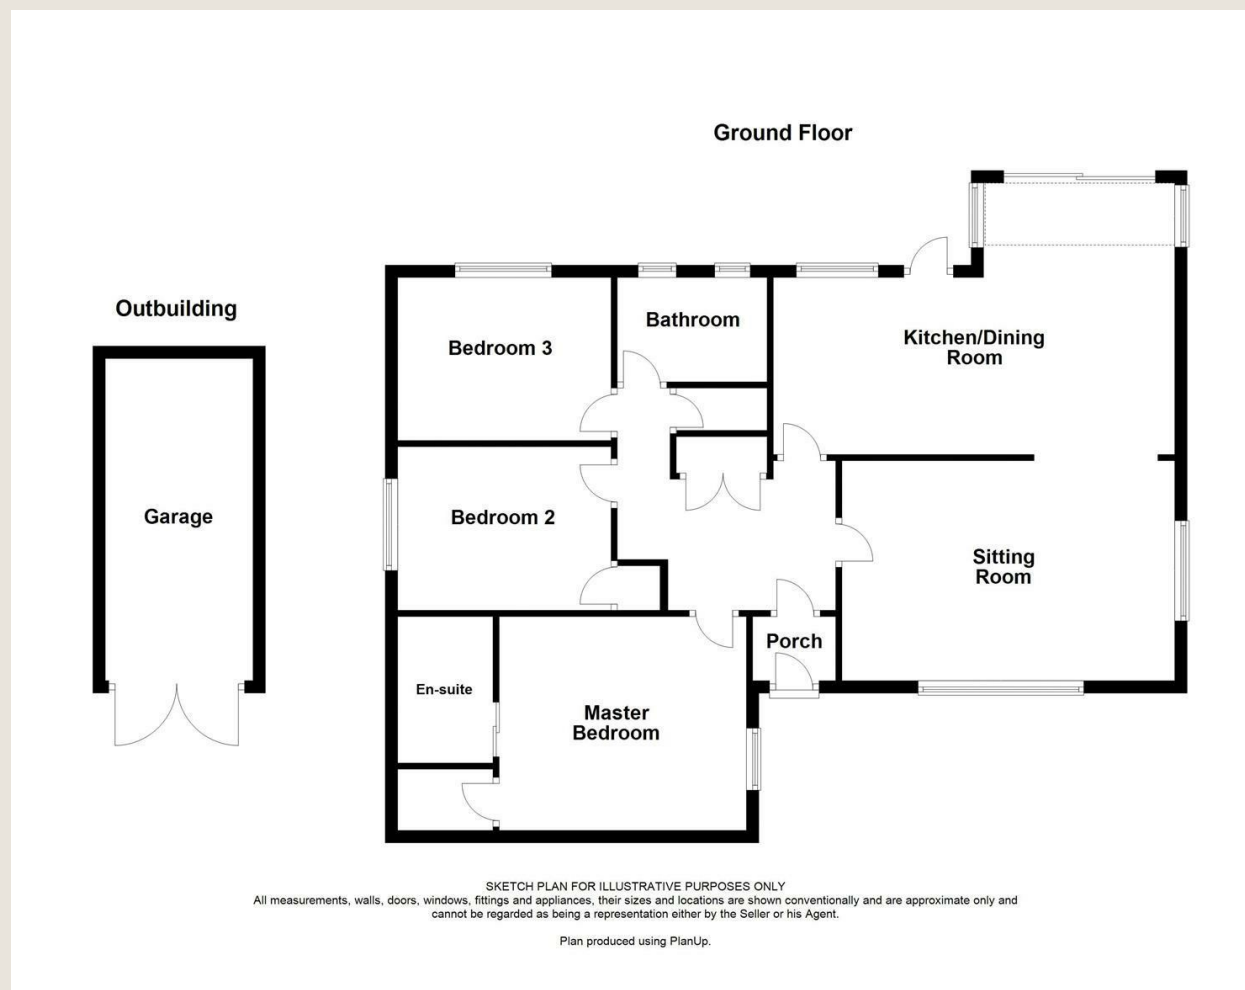 Ground Floor
Outbuilding
Bedroom 3
Bathroom
Kitchen/Dining
Room
Garage
Bedroom 2
Sitting
Room
Porch
En-suite
Master
Bedroom
SKETCH PLAN FOR ILLUSTRATIVE PURPOSES ONLY
All measurements, walls, doors, windows, fittings and appliances, their sizes and locations are shown conventionally and are approximate only and
cannot be regarded as being a representation either by the Seller or his Agent.
Plan produced using PlanUp.